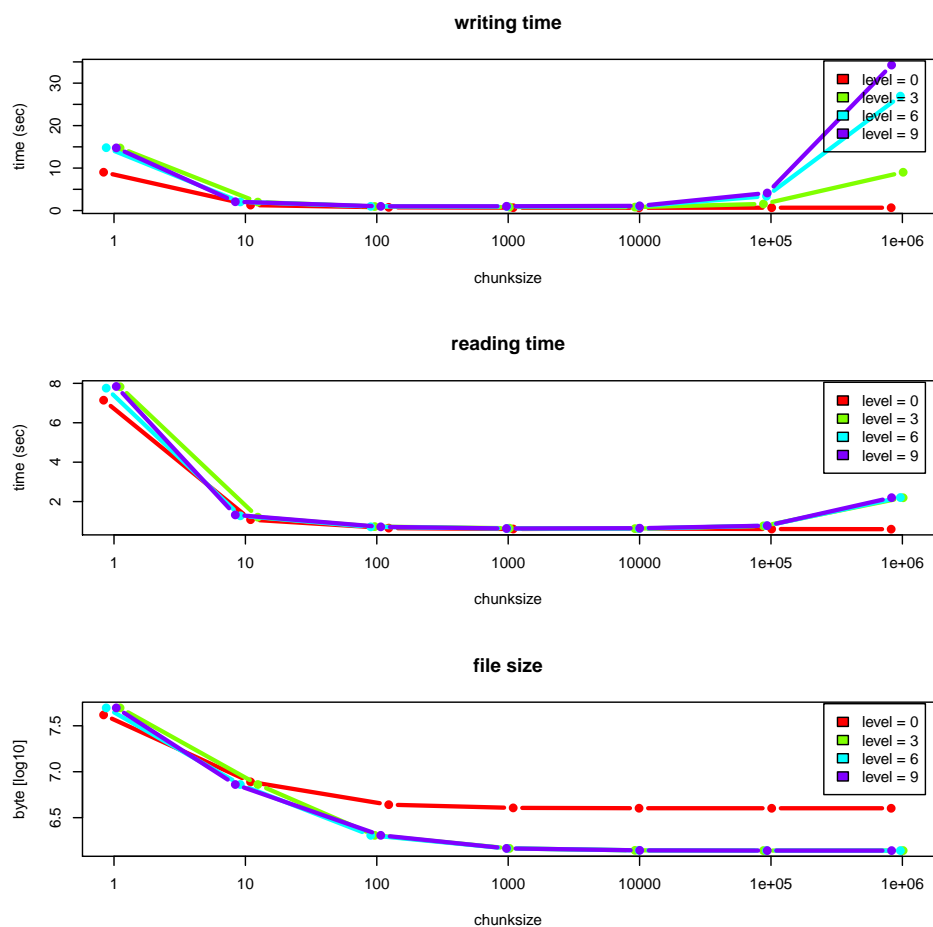 writing time
time (sec)
0
10
20
30
level = 0
level = 3
level = 6
level = 9
1
10
100
1000
10000
1e+05
1e+06
chunksize
reading time
time (sec)
2
4
6
8
level = 0
level = 3
level = 6
level = 9
1
10
100
1000
10000
1e+05
1e+06
chunksize
file size
byte [log10]
6.5
7.0
7.5
level = 0
level = 3
level = 6
level = 9
1
10
100
1000
10000
1e+05
1e+06
chunksize